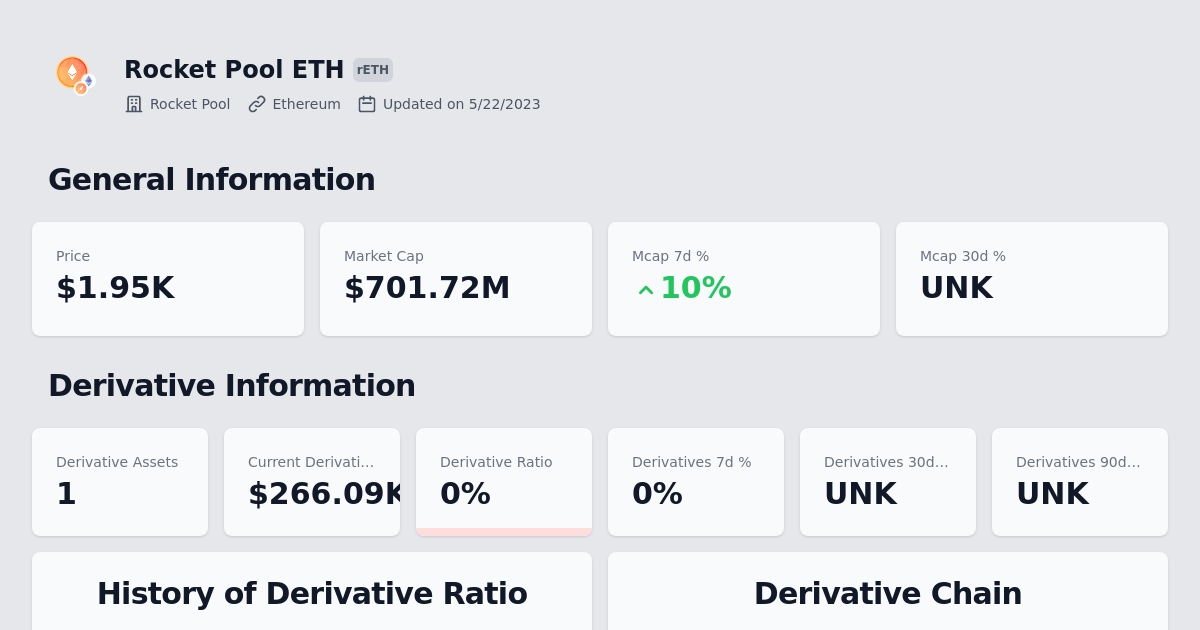 Rocket Pool ETH rETH
Rocket Pool Ethereum Updated on 5/22/2023
General Information
Price
$1.95K
Market Cap
$701.72M
Mcap 7d %
10%
Mcap 30d %
UNK
Derivative Information
Derivative Assets
1
Current Derivati...
$266.09K
Derivative Ratio
0%
Derivatives 7d %
0%
Derivatives 30d...
UNK
Derivatives 90d...
UNK
History of Derivative Ratio
Derivative Chain